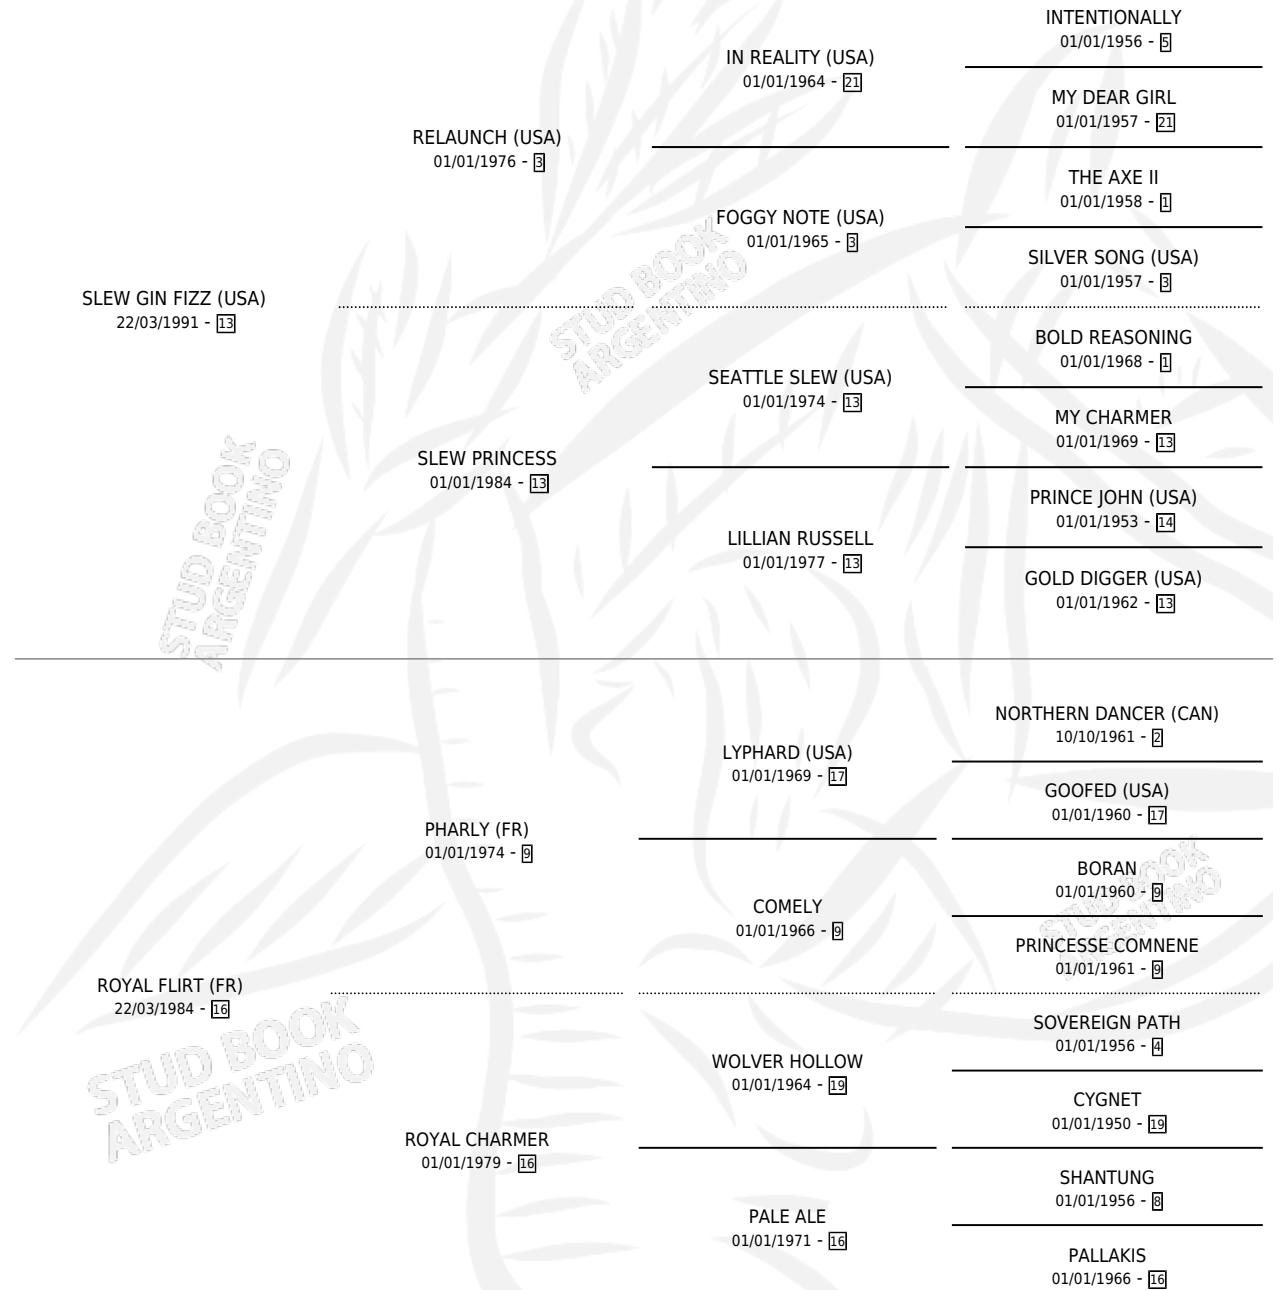 INTENTIONALLY
01/01/1956 - 5
IN REALITY (USA)
01/01/1964 - 21
MY DEAR GIRL
01/01/1957 - 21
RELAUNCH (USA)
01/01/1976 - 3
THE AXE II
01/01/1958 - 1
FOGGY NOTE (USA)
01/01/1965 - 3
SILVER SONG (USA)
01/01/1957 - 3
SLEW GIN FIZZ (USA)
22/03/1991 - 13
STUD BOOK
ARGENTINO
BOLD REASONING
01/01/1968 - 1
SEATTLE SLEW (USA)
01/01/1974 - 13
MY CHARMER
01/01/1969 - 13
SLEW PRINCESS
01/01/1984 - 13
PRINCE JOHN (USA)
01/01/1953 - 14
LILLIAN RUSSELL
01/01/1977 - 13
GOLD DIGGER (USA)
01/01/1962 - 13
STUD BOOK
ARGENTINO
NORTHERN DANCER (CAN)
10/10/1961 - 2
LYPHARD (USA)
01/01/1969 - 17
GOOFED (USA)
01/01/1960 - 17
PHARLY (FR)
01/01/1974 - 9
BORAN
01/01/1960 - 9
COMELY
01/01/1966 - 9
PRINCESSE COMNENE
01/01/1961 - 9
STUD BOOK
ARGENTINO
ROYAL FLIRT (FR)
22/03/1984 - 16
SOVEREIGN PATH
01/01/1956 - 4
WOLVER HOLLOW
01/01/1964 - 19
CYGNET
01/01/1950 - 19
STUD BOOK
ARGENTINO
ROYAL CHARMER
01/01/1979 - 16
SHANTUNG
01/01/1956 - 8
PALE ALE
01/01/1971 - 16
PALLAKIS
01/01/1966 - 16